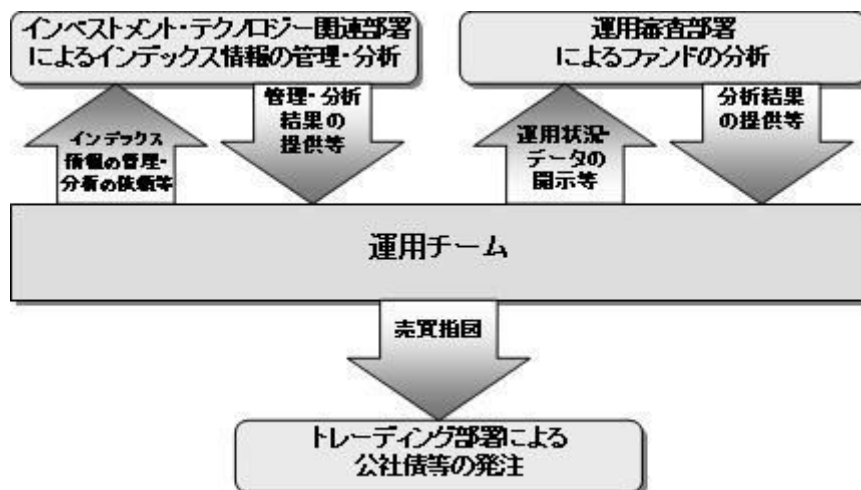 インベストメント・テクノロジー関連部署
によるインデックス情報の管理・分析
運用審査部署
によるファンドの分析
インデックス
情報の管理・
分析の依頼等
管理・分析
結果の
提供等
運用状況・
データの
開示等
分析結果
の提供等
運用チーム
売買指図
トレーディング部署による
公社債等の発注